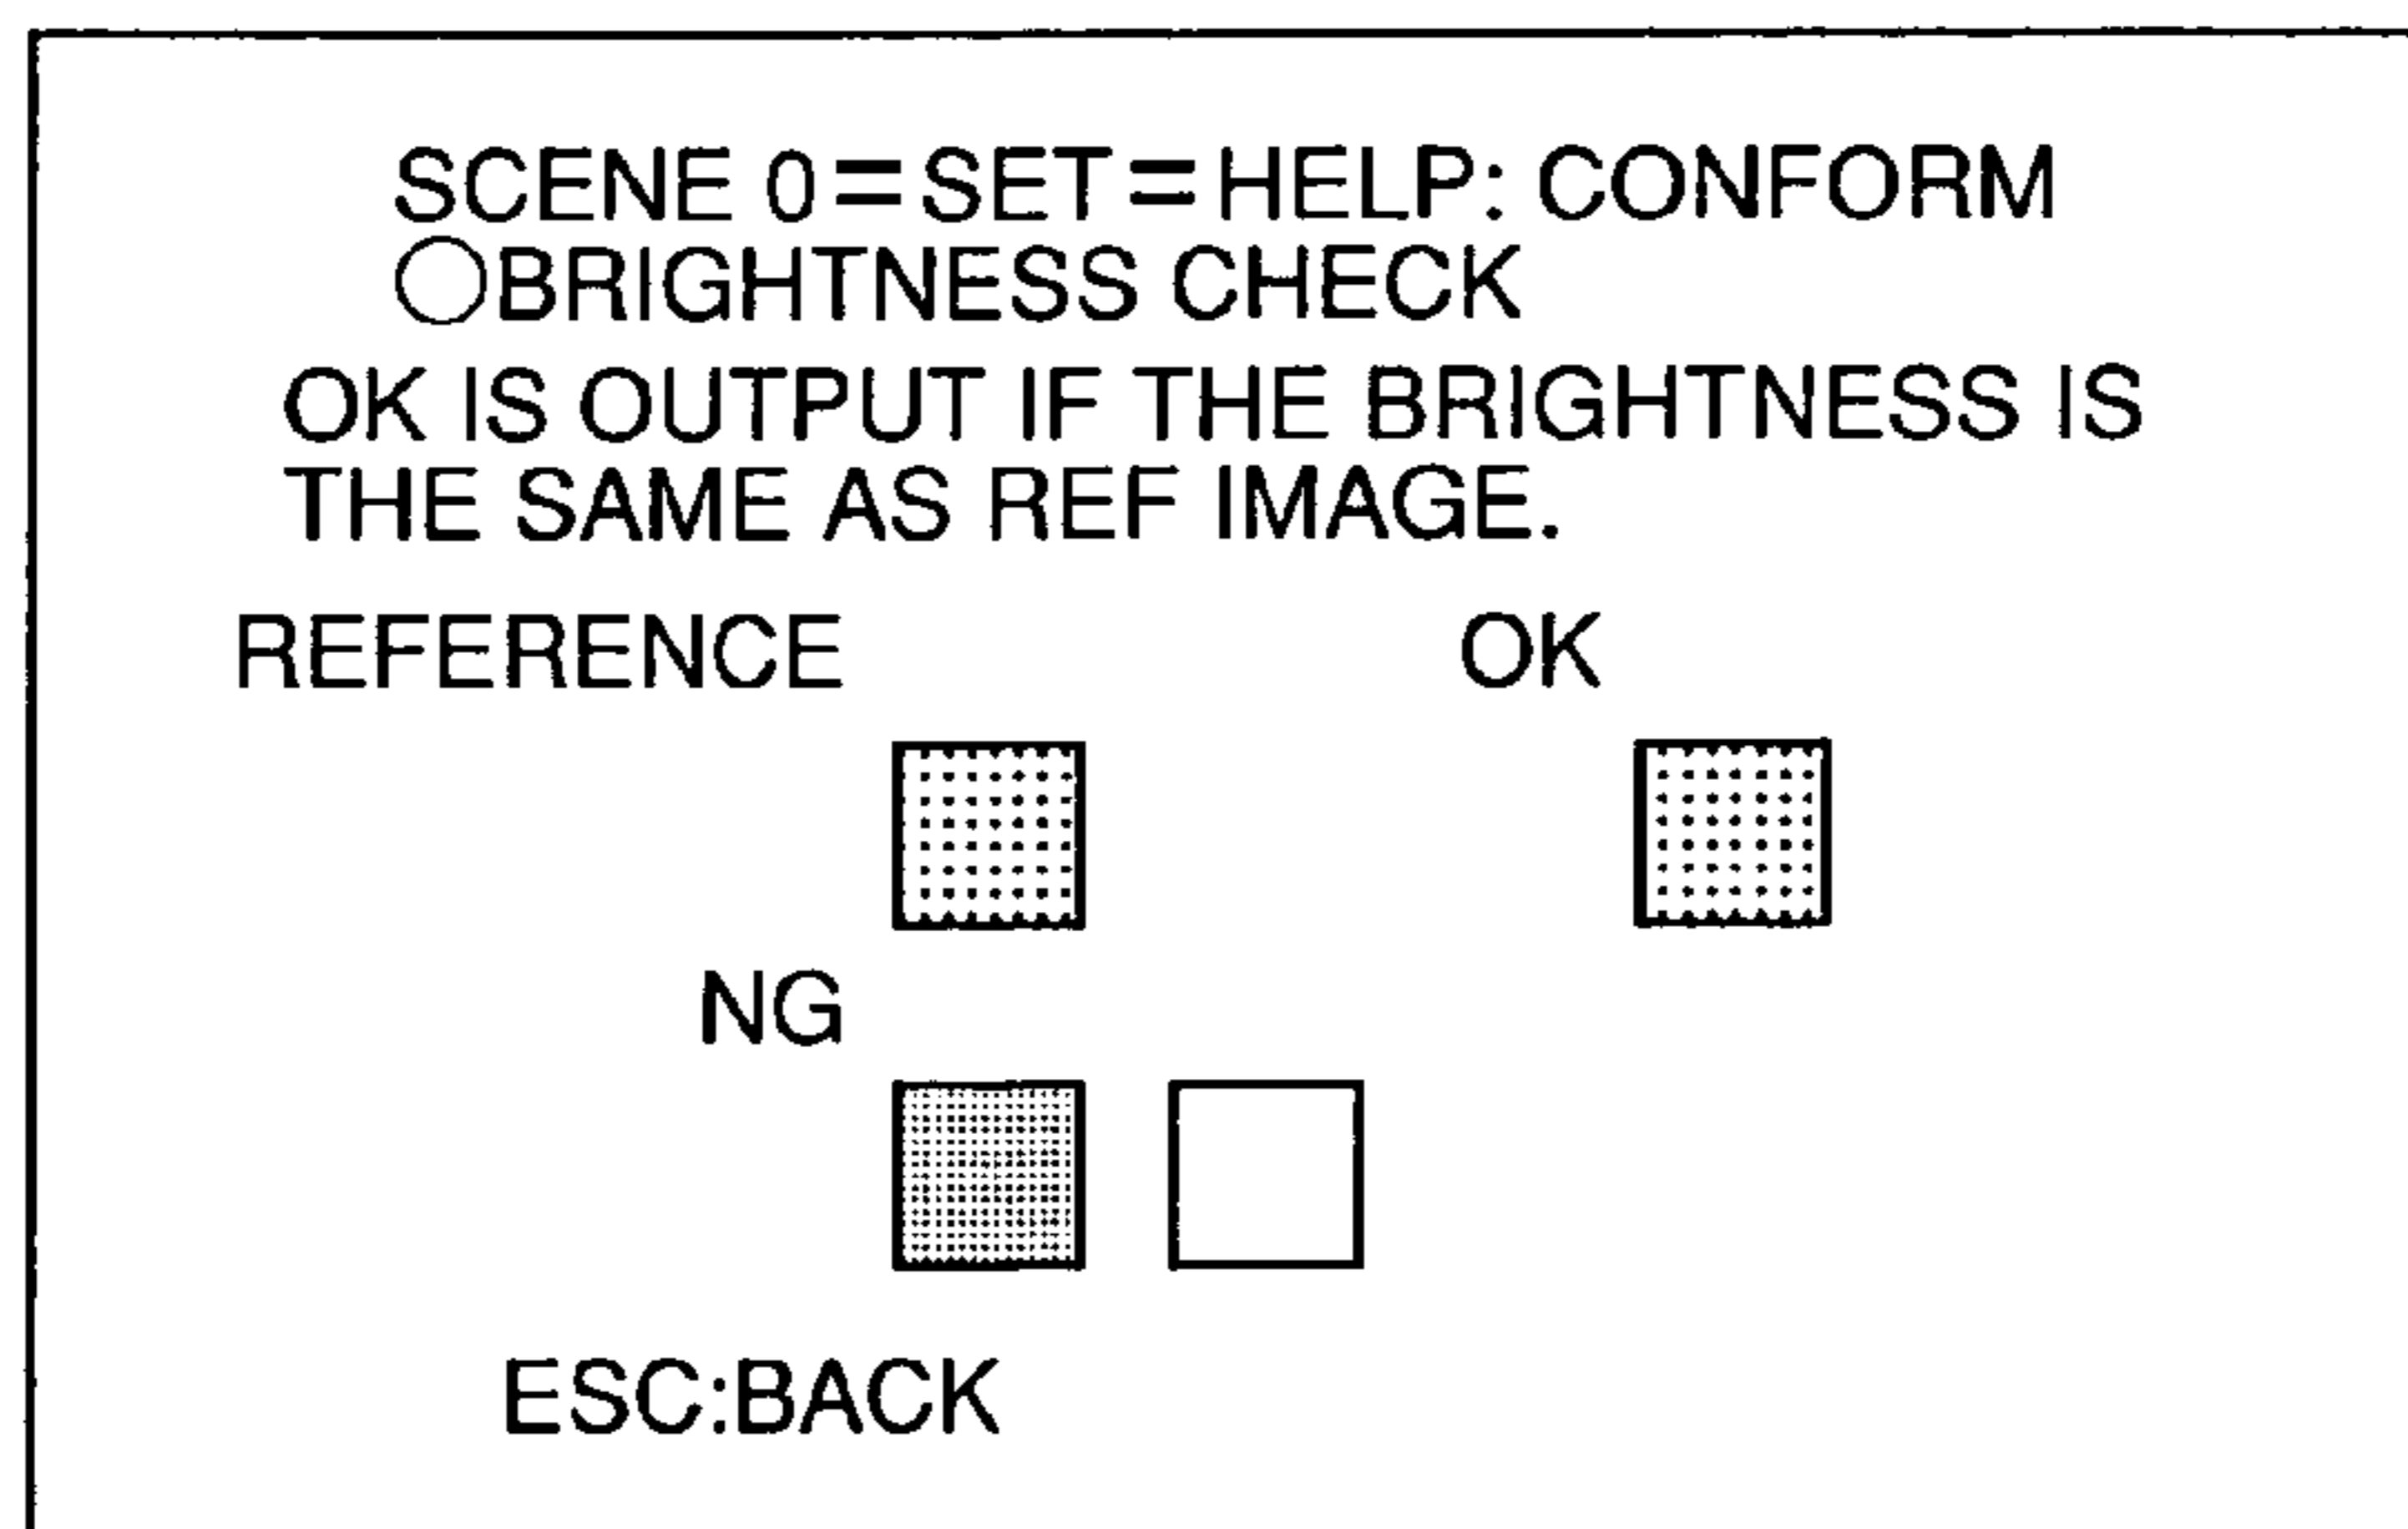 SCENE 0=SET=HELP: CONFORM
○BRIGHTNESS CHECK
OK IS OUTPUT IF THE BRIGHTNESS IS
THE SAME AS REF IMAGE.
REFERENCE OK
NG
ESC:BACK